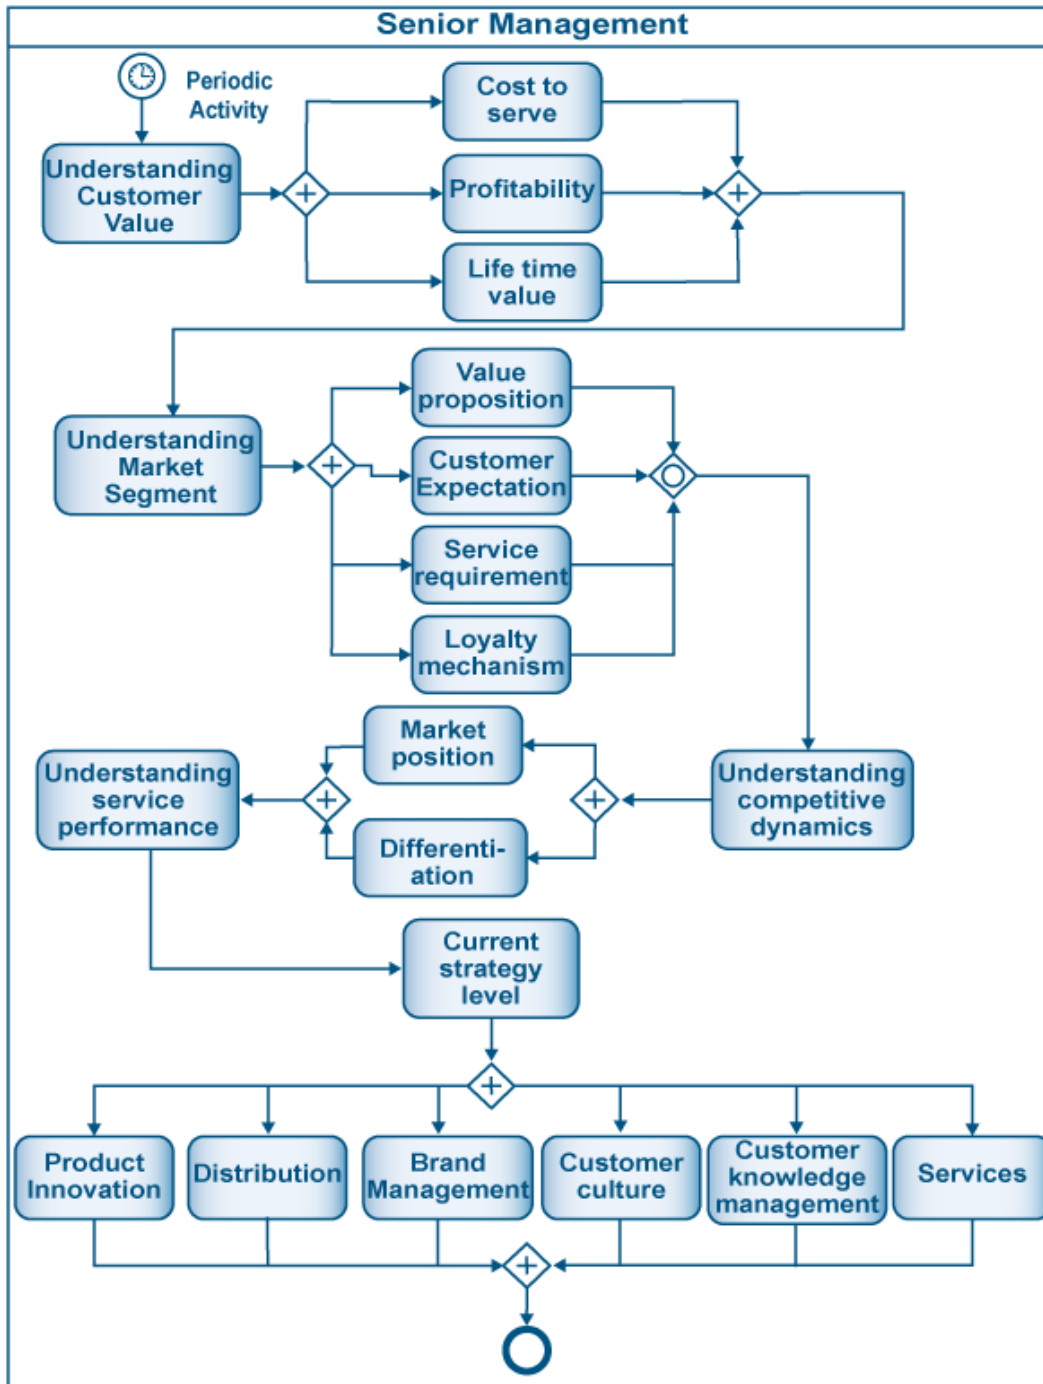 Senior Management
Periodic
Activity
Cost to
serve
Understanding
Customer
Value
Profitability
Life time
value
Value
proposition
Understanding
Market
Segment
Customer
Expectation
Service
requirement
Loyalty
mechanism
Market
position
Understanding
service
performance
Understanding
competitive
dynamics
Differenti-
ation
Current
strategy
level
Product
Innovation
Distribution
Brand
Management
Customer
culture
Customer
knowledge
management
Services